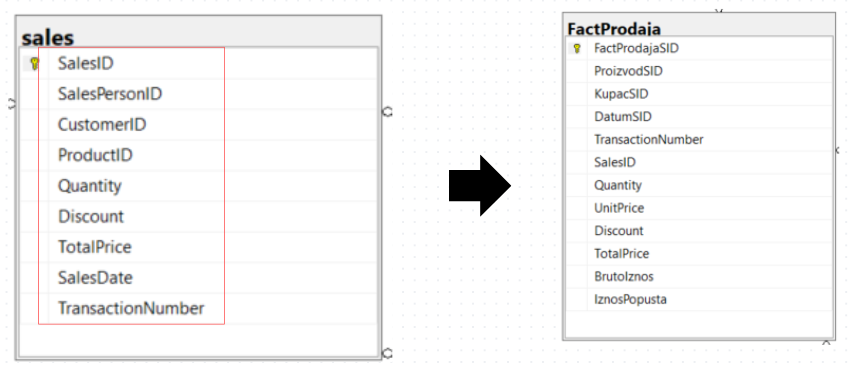 sales
SalesID
SalesPersonID
CustomerID
ProductID
Quantity
Discount
TotalPrice
SalesDate
TransactionNumber
FactProdaja
FactProdajaSID
ProizvodSID
KupacSID
DatumSID
TransactionNumber
SalesID
Quantity
UnitPrice
Discount
TotalPrice
BrutoIznos
IznosPopusta